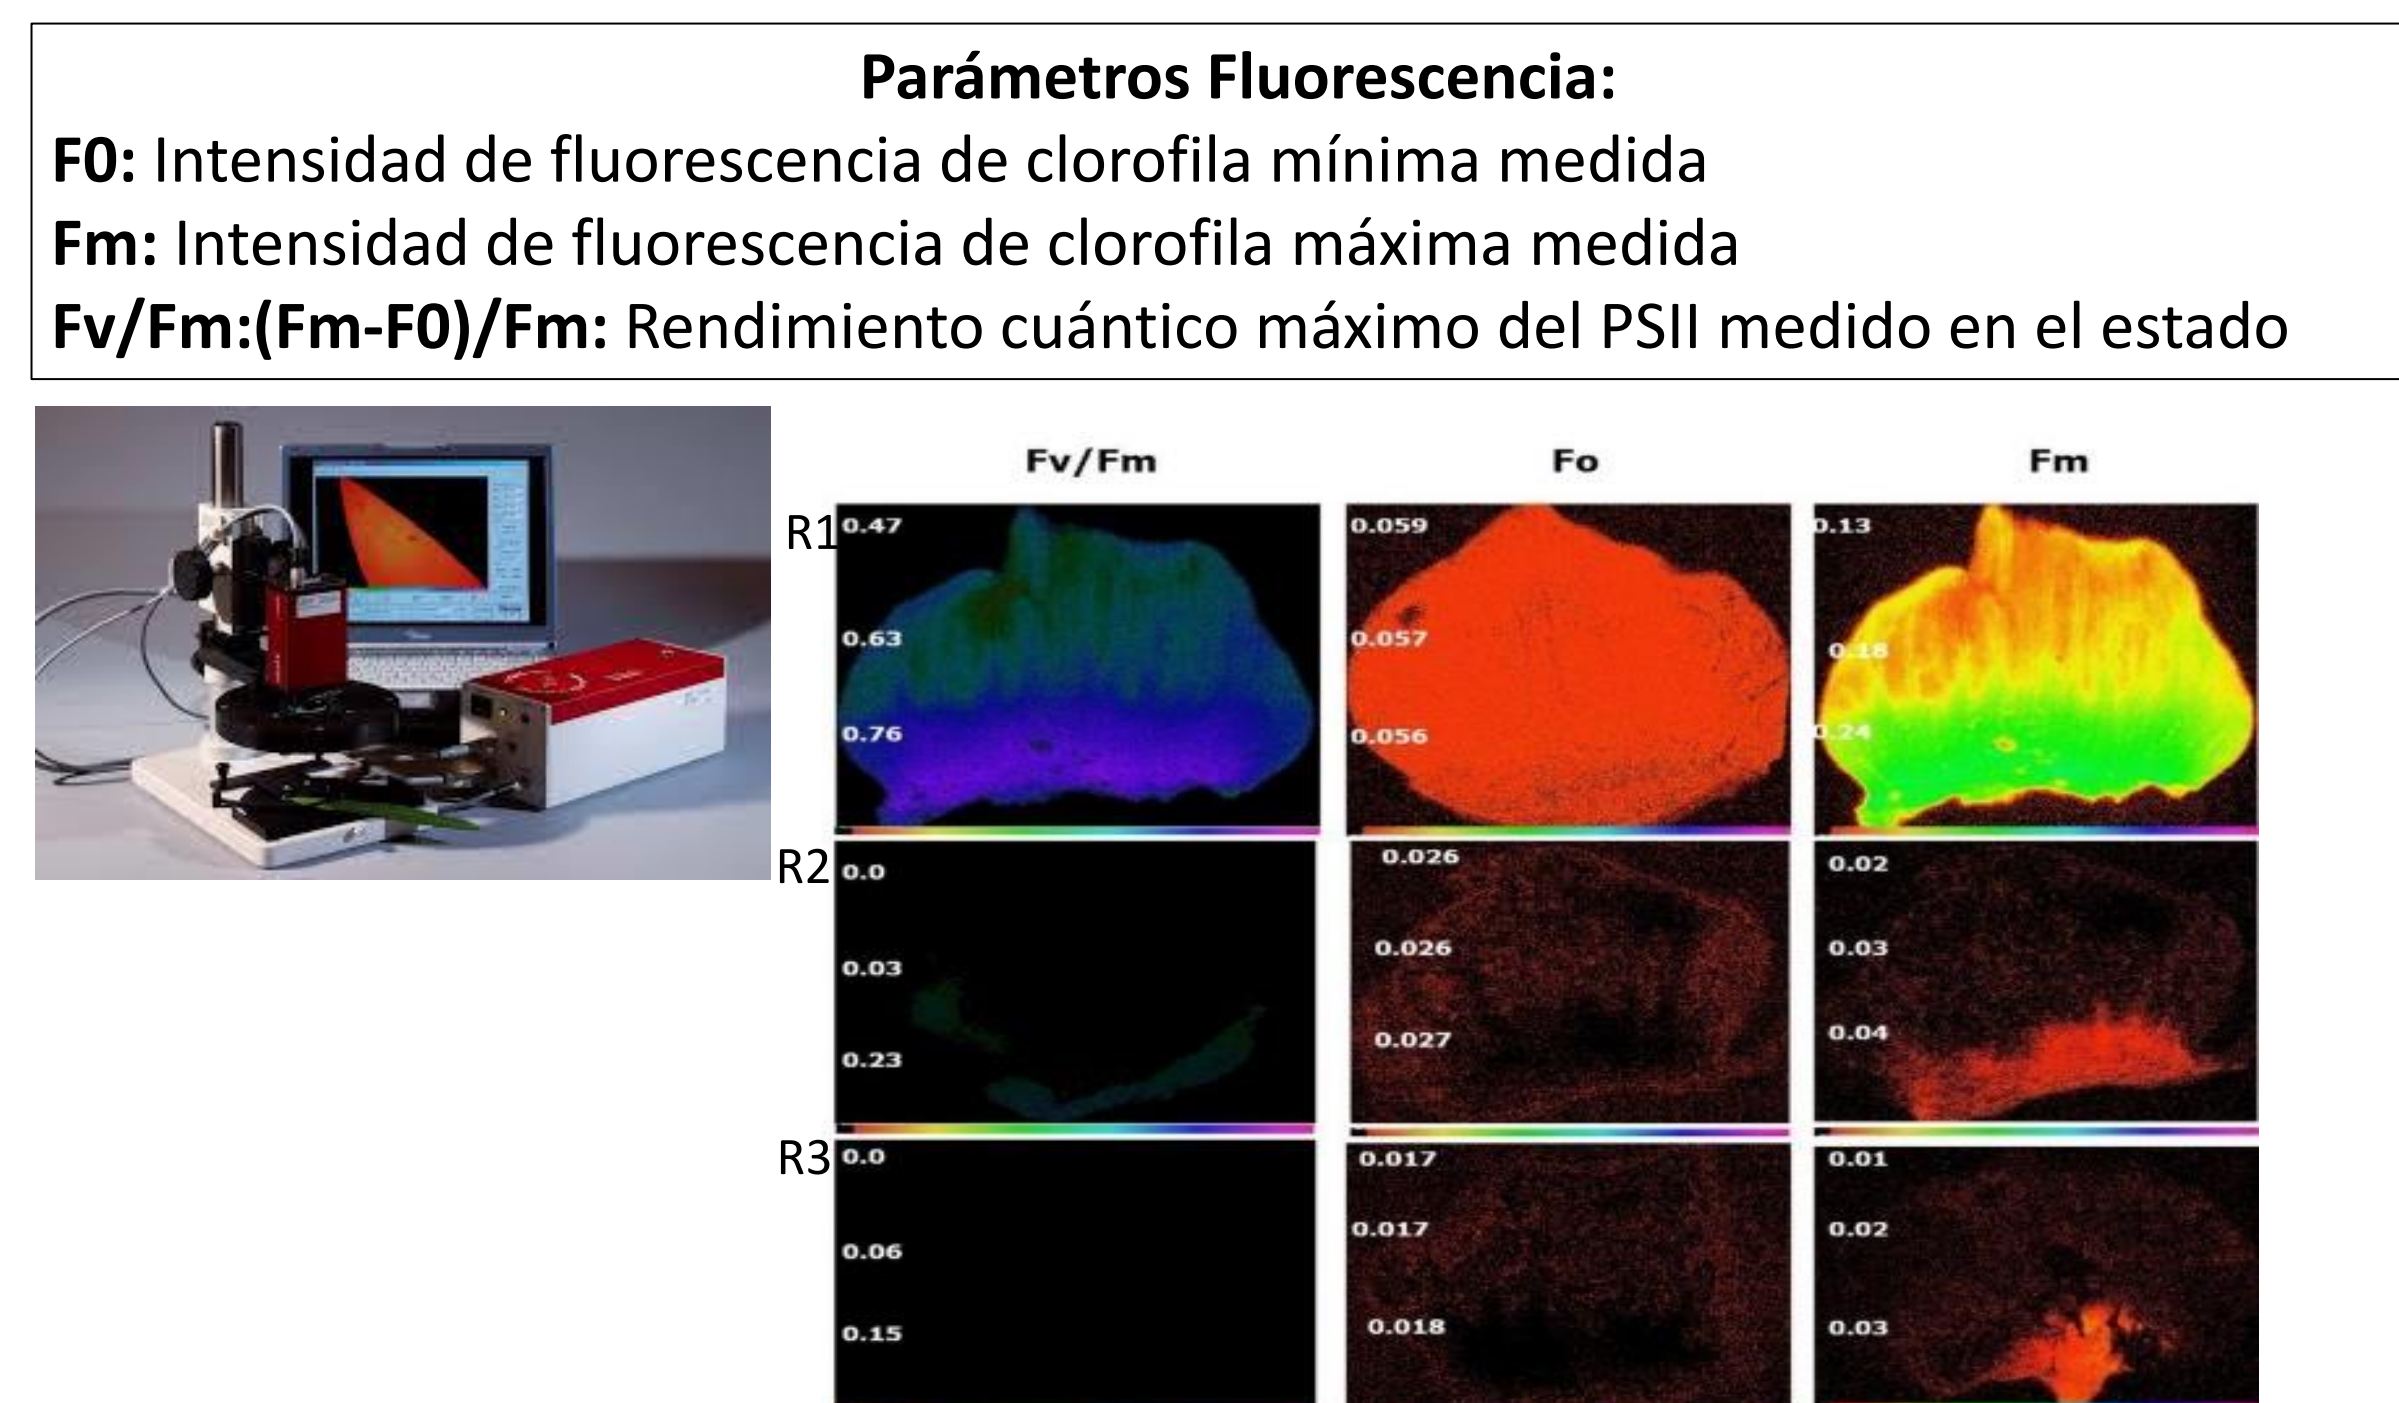 Parámetros Fluorescencia:
F0: Intensidad de fluorescencia de clorofila mínima medida
Fm: Intensidad de fluorescencia de clorofila máxima medida
Fv/Fm:(Fm-F0)/Fm: Rendimiento cuántico máximo del PSII medido en el estado
Fv/Fm Fo Fm
R1 0.47 0.059 0.13
0.63 0.057 0.18
0.76 0.056 0.24
R2 0.0 0.026 0.02
0.03 0.026 0.03
0.23 0.027 0.04
R3 0.0 0.017 0.01
0.06 0.017 0.02
0.15 0.018 0.03